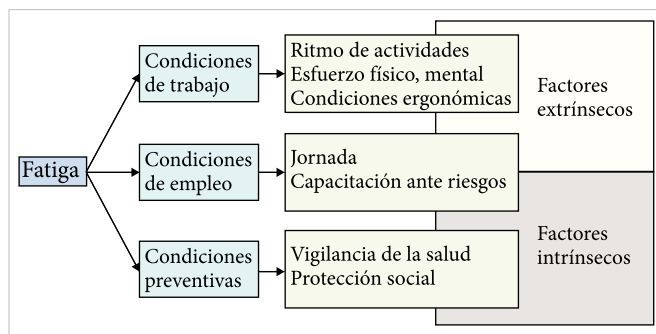 Fatiga
Condiciones
de trabajo
Ritmo de actividades
Esfuerzo físico, mental
Condiciones ergonómicas
Condiciones
de empleo
Jornada
Capacitación ante riesgos
Condiciones
preventivas
Vigilancia de la salud
Protección social
Factores
extrínsecos
Factores
intrínsecos